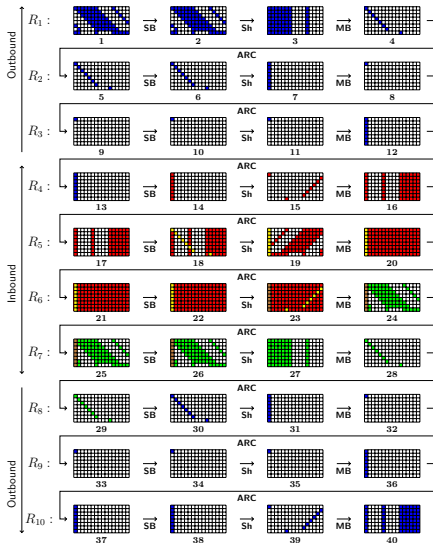 Outbound
R₁ :
SB
Sh
MB
1
2
3
4
ARC
R₂ :
SB
Sh
MB
5
6
7
8
ARC
R₃ :
SB
Sh
MB
9
10
11
12
ARC
Inbound
R₄ :
SB
Sh
MB
13
14
15
16
ARC
R₅ :
SB
Sh
MB
17
18
19
20
ARC
R₆ :
SB
Sh
MB
21
22
23
24
ARC
R₇ :
SB
Sh
MB
25
26
27
28
ARC
Outbound
R₈ :
SB
Sh
MB
29
30
31
32
ARC
R₉ :
SB
Sh
MB
33
34
35
36
ARC
R₁₀ :
SB
Sh
MB
37
38
39
40